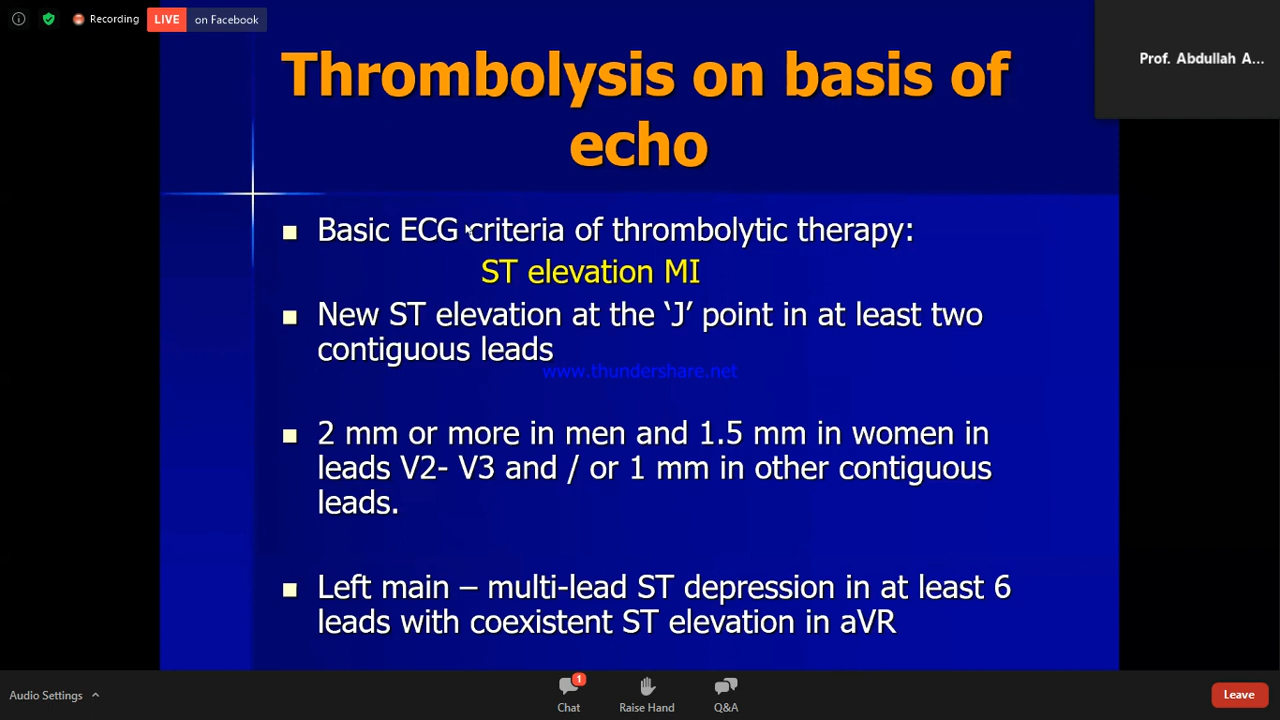 Recording
LIVE on Facebook
Prof. Abdullah A...
Thrombolysis on basis of
echo
Basic ECG criteria of thrombolytic therapy:
ST elevation MI
New ST elevation at the ‘J’ point in at least two
contiguous leads
www.thundershare.net
2 mm or more in men and 1.5 mm in women in
leads V2- V3 and / or 1 mm in other contiguous
leads.
Left main – multi-lead ST depression in at least 6
leads with coexistent ST elevation in aVR
Audio Settings
1
Chat
Raise Hand
Q&A
Leave